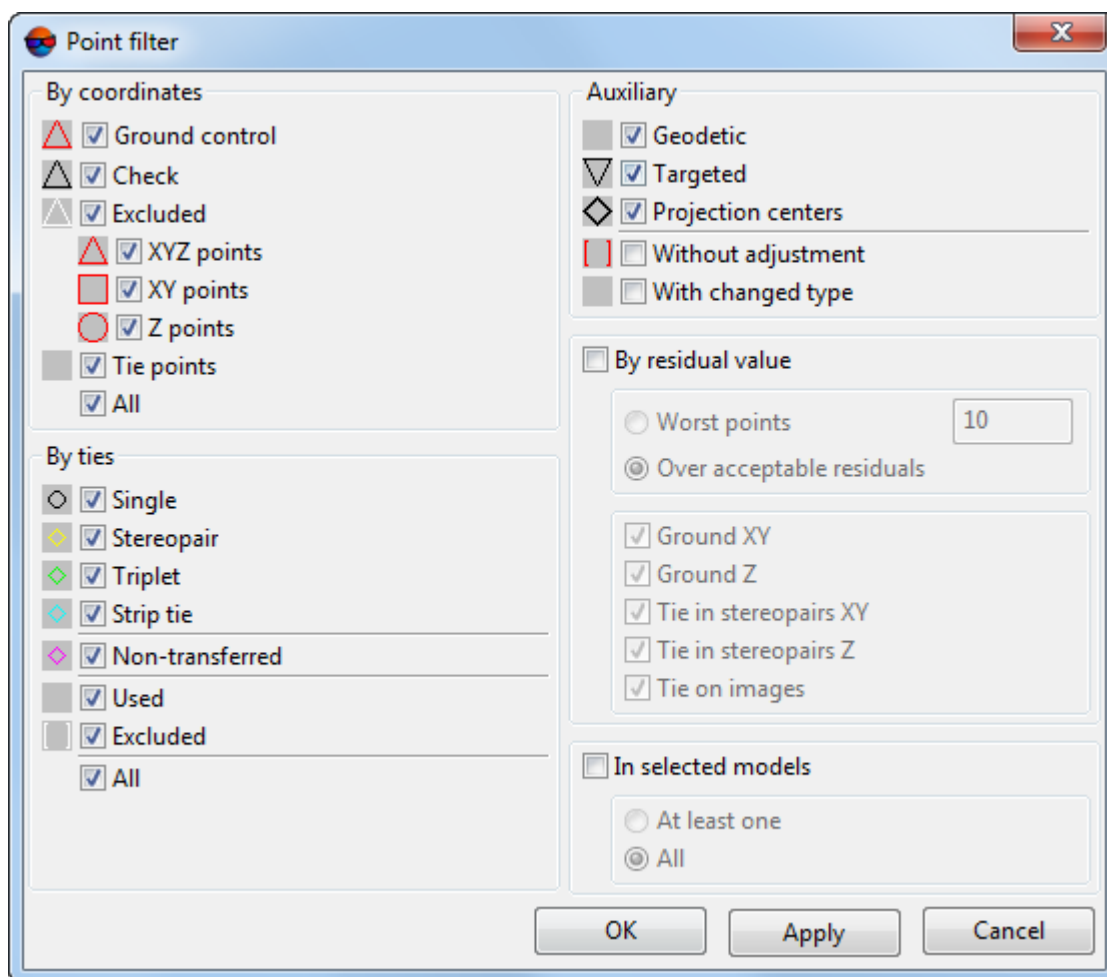 Point filter
By coordinates
Ground control
Check
Excluded
XYZ points
XY points
Z points
Tie points
All
By ties
Single
Stereopair
Triplet
Strip tie
Non-transferred
Used
Excluded
All
Auxiliary
Geodetic
Targeted
Projection centers
Without adjustment
With changed type
By residual value
Worst points 10
Over acceptable residuals
Ground XY
Ground Z
Tie in stereopairs XY
Tie in stereopairs Z
Tie on images
In selected models
At least one
All
OK Apply Cancel